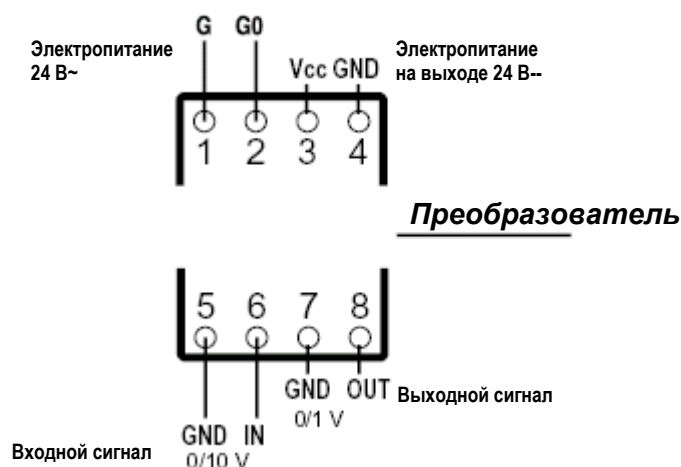 G G0
Электропитание
24 В~
Электропитание
на выходе 24 В--
Vcc GND
1 2 3 4
Преобразователь
5 6 7 8
GND OUT
0/1 V
Выходной сигнал
GND IN
0/10 V
Входной сигнал